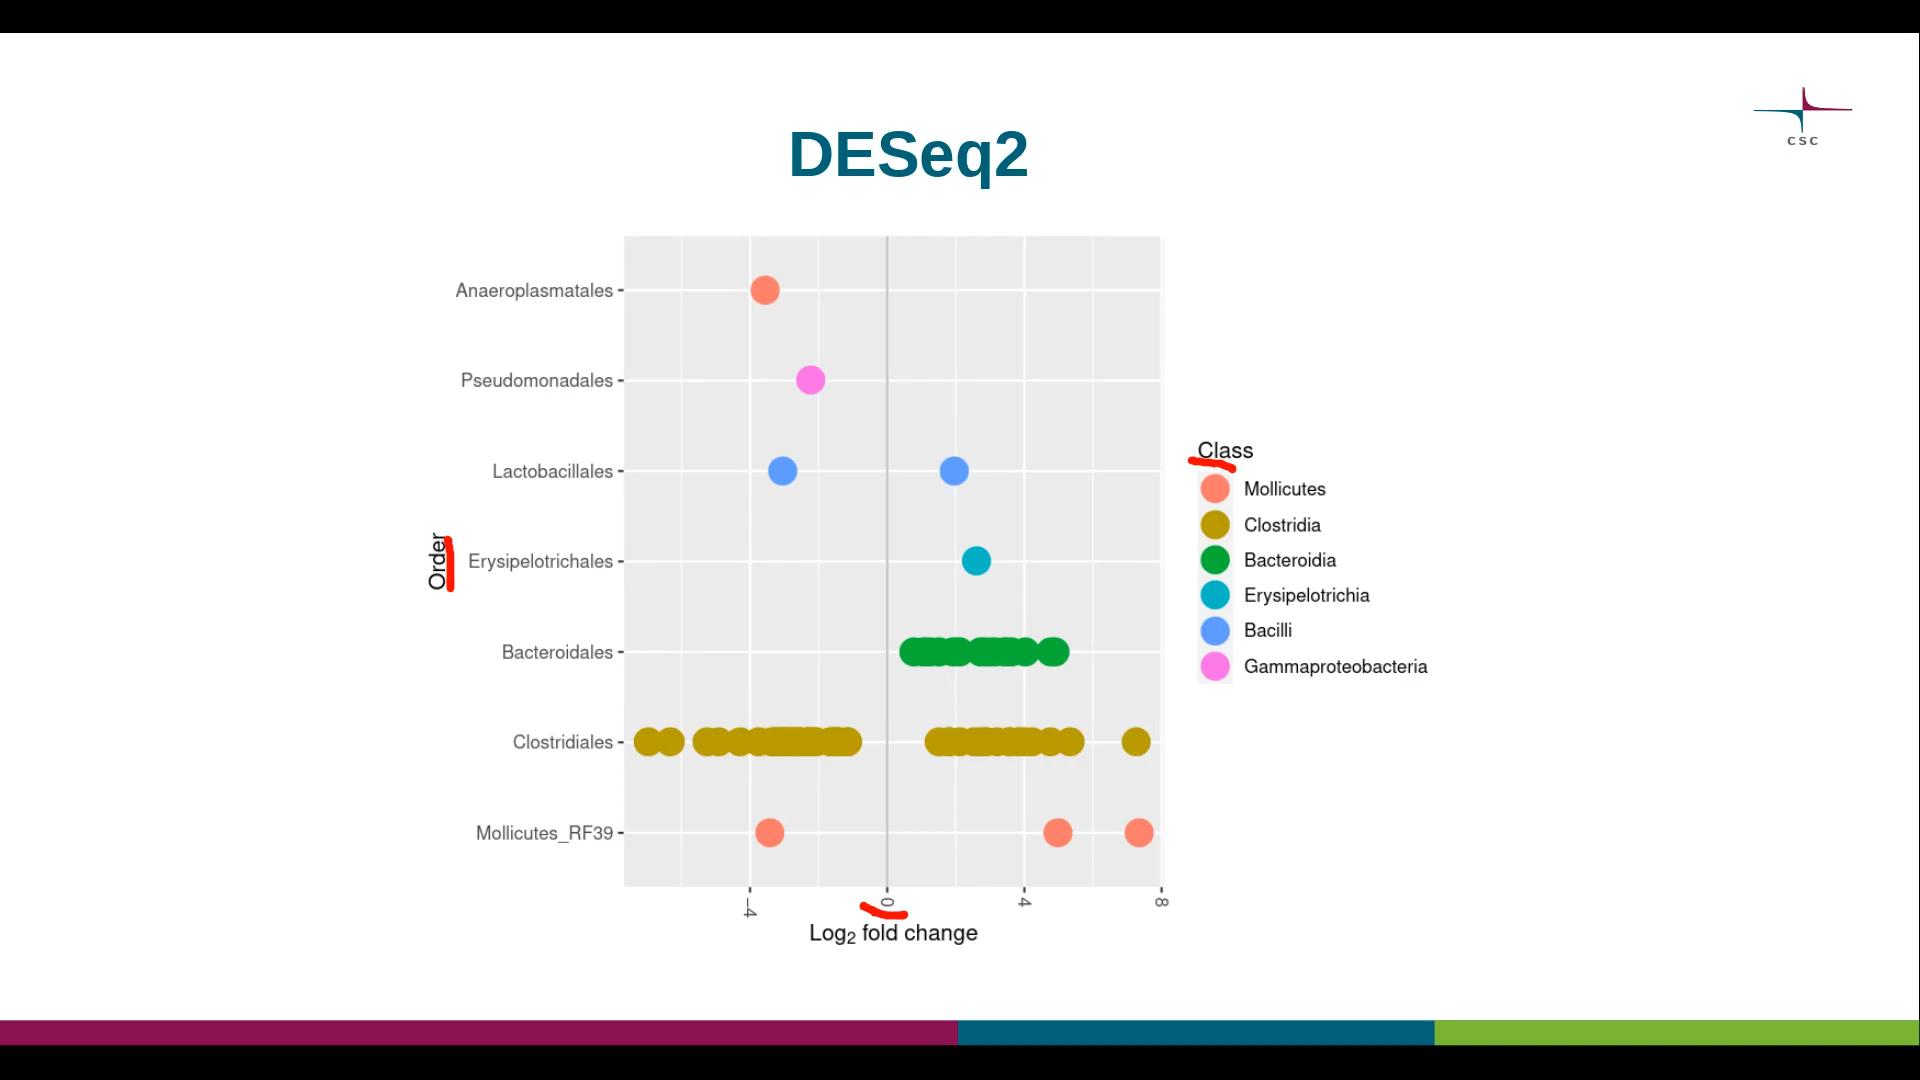 CSC
DESeq2
Anaeroplasmatales
Pseudomonadales
Lactobacillales
Erysipelotrichales
Bacteroidales
Clostridiales
Mollicutes_RF39
Order
−4
0
4
8
Log2 fold change
Class
Mollicutes
Clostridia
Bacteroidia
Erysipelotrichia
Bacilli
Gammaproteobacteria